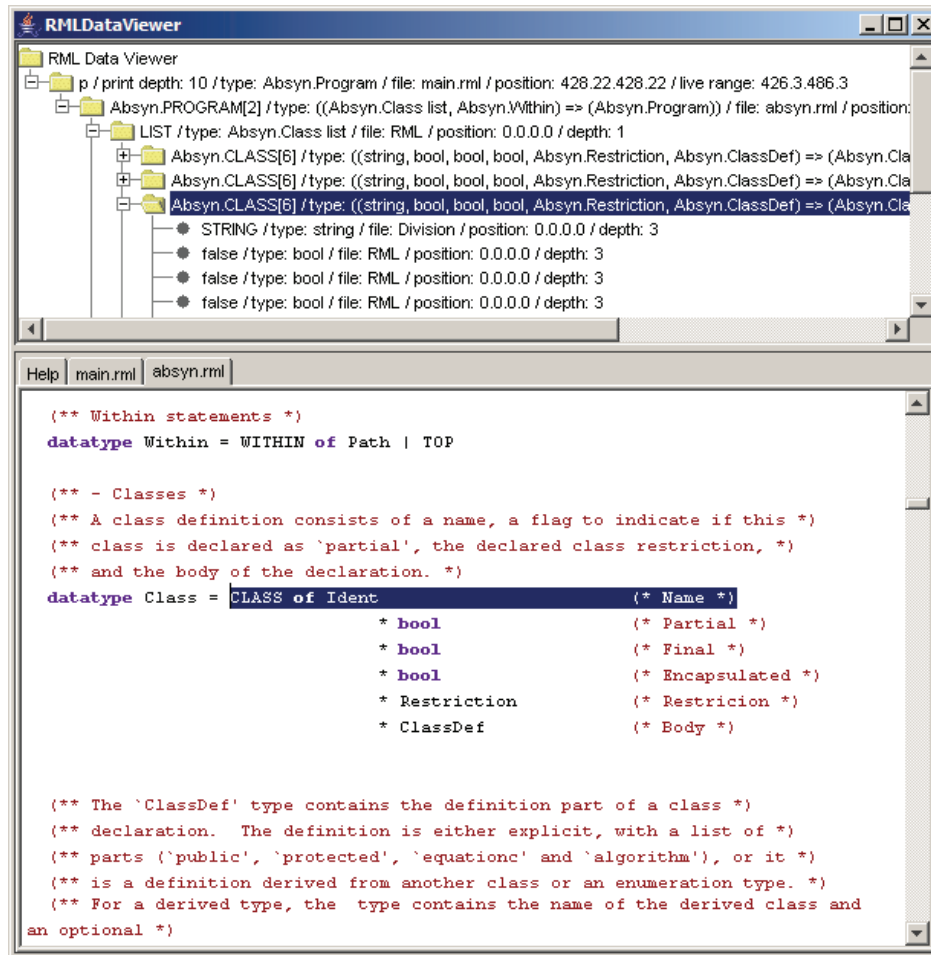 RMLDataViewer
RML Data Viewer
p / print depth: 10 / type: Absyn.Program / file: main.rml / position: 428.22.428.22 / live range: 426.3.486.3
Absyn.PROGRAM[2] / type: ((Absyn.Class list, Absyn.Within) => (Absyn.Program)) / file: absyn.rml / position:
LIST / type: Absyn.Class list / file: RML / position: 0.0.0.0 / depth: 1
Absyn.CLASS[6] / type: ((string, bool, bool, bool, Absyn.Restriction, Absyn.ClassDef) => (Absyn.Cla
Absyn.CLASS[6] / type: ((string, bool, bool, bool, Absyn.Restriction, Absyn.ClassDef) => (Absyn.Cla
Absyn.CLASS[6] / type: ((string, bool, bool, bool, Absyn.Restriction, Absyn.ClassDef) => (Absyn.Cla
STRING / type: string / file: Division / position: 0.0.0.0 / depth: 3
false / type: bool / file: RML / position: 0.0.0.0 / depth: 3
false / type: bool / file: RML / position: 0.0.0.0 / depth: 3
false / type: bool / file: RML / position: 0.0.0.0 / depth: 3
Help main.rml absyn.rml
(** Within statements *)
datatype Within = WITHIN of Path | TOP
(** - Classes *)
(** A class definition consists of a name, a flag to indicate if this *)
(** class is declared as `partial', the declared class restriction, *)
(** and the body of the declaration. *)
datatype Class = CLASS of Ident (* Name *)
* bool (* Partial *)
* bool (* Final *)
* bool (* Encapsulated *)
* Restriction (* Restricion *)
* ClassDef (* Body *)
(** The `ClassDef' type contains the definition part of a class *)
(** declaration. The definition is either explicit, with a list of *)
(** parts (`public', `protected', `equationc' and `algorithm'), or it *)
(** is a definition derived from another class or an enumeration type. *)
(** For a derived type, the type contains the name of the derived class and
an optional *)